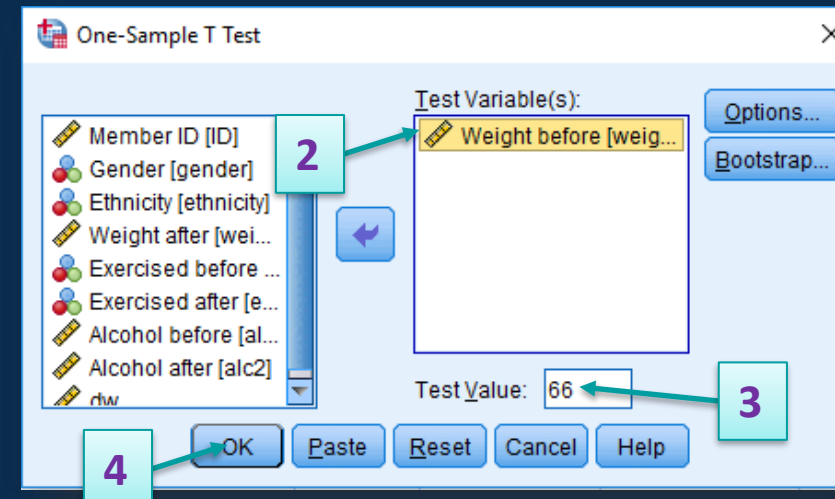 One-Sample T Test
Test Variable(s):
Member ID [ID]
Gender [gender]
Ethnicity [ethnicity]
Weight after [wei...
Exercised before ...
Exercised after [e...
Alcohol before [al...
Alcohol after [alc2]
dw
2
Weight before [weig...
Options...
Bootstrap...
Test Value: 66
3
OK Paste Reset Cancel Help
4